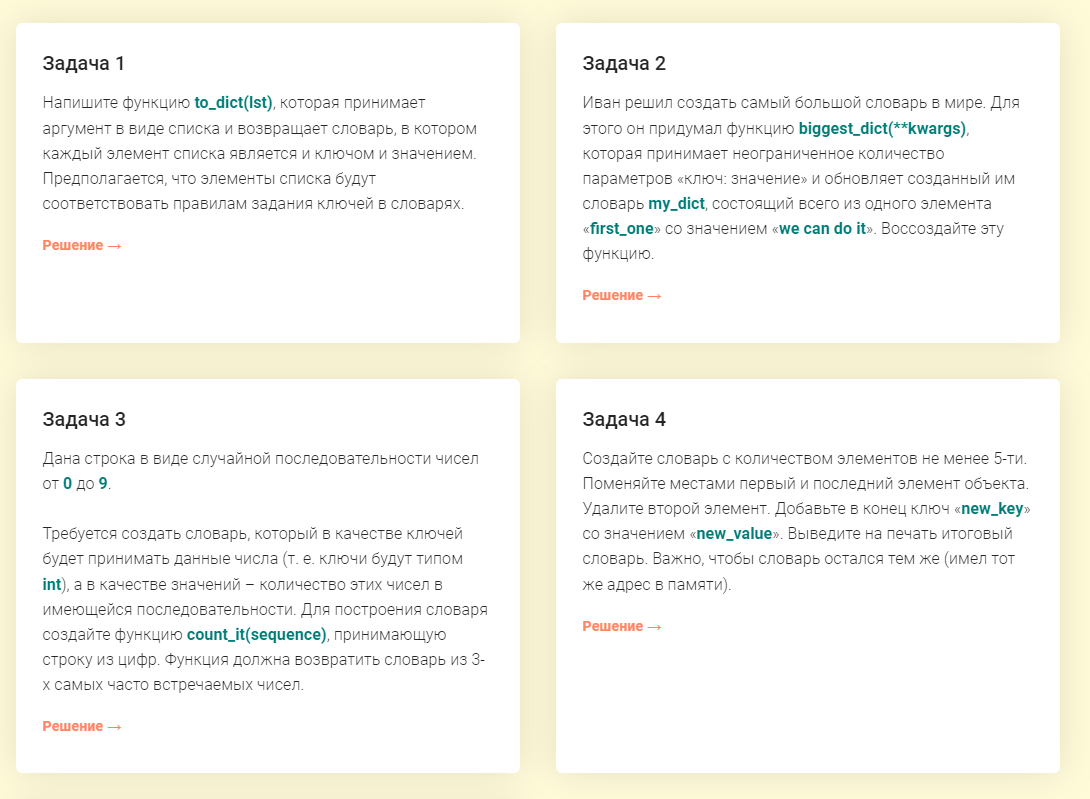 Задача 1
Напишите функцию to_dict(lst), которая принимает
аргумент в виде списка и возвращает словарь, в котором
каждый элемент списка является и ключом и значением.
Предполагается, что элементы списка будут
соответствовать правилам задания ключей в словарях.
Решение →
Задача 2
Иван решил создать самый большой словарь в мире. Для
этого он придумал функцию biggest_dict(**kwargs),
которая принимает неограниченное количество
параметров «ключ: значение» и обновляет созданный им
словарь my_dict, состоящий всего из одного элемента
«first_one» со значением «we can do it». Воссоздайте эту
функцию.
Решение →
Задача 3
Дана строка в виде случайной последовательности чисел
от 0 до 9.
Требуется создать словарь, который в качестве ключей
будет принимать данные числа (т. е. ключи будут типом
int), а в качестве значений – количество этих чисел в
имеющейся последовательности. Для построения словаря
создайте функцию count_it(sequence), принимающую
строку из цифр. Функция должна возвратить словарь из 3-
х самых часто встречаемых чисел.
Решение →
Задача 4
Создайте словарь с количеством элементов не менее 5-ти.
Поменяйте местами первый и последний элемент объекта.
Удалите второй элемент. Добавьте в конец ключ «new_key»
со значением «new_value». Выведите на печать итоговый
словарь. Важно, чтобы словарь остался тем же (имел тот
же адрес в памяти).
Решение →